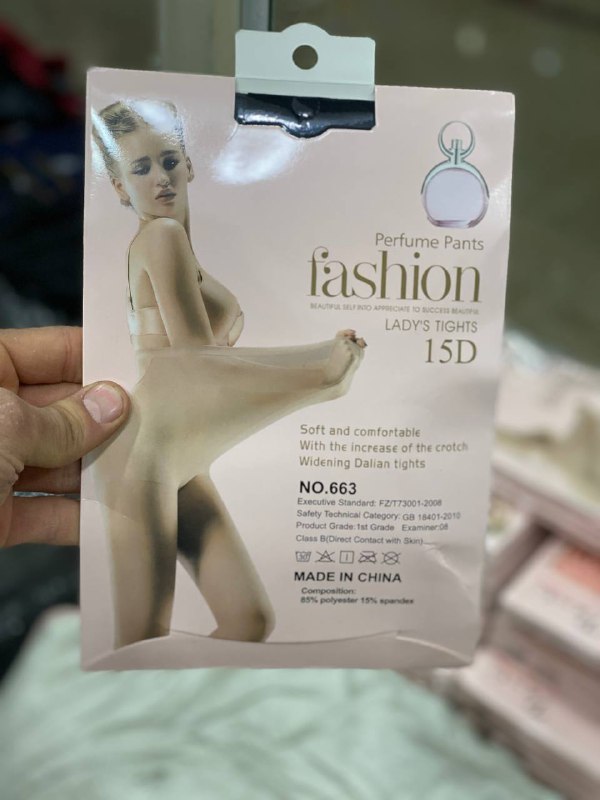 Perfume Pants
fashion
BEAUTIFUL SELF INTO APPRECIATE TO SUCCESS BEAUTIFUL
LADY'S TIGHTS
15D
Soft and comfortable
With the increase of the crotch
Widening Dalian tights
NO.663
Executive Standard: FZ/T73001-2008
Safety Technical Category: GB 18401-2010
Product Grade:1st Grade Examiner:08
Class B(Direct Contact with Skin)
MADE IN CHINA
Composition:
85% polyester 15% spandex